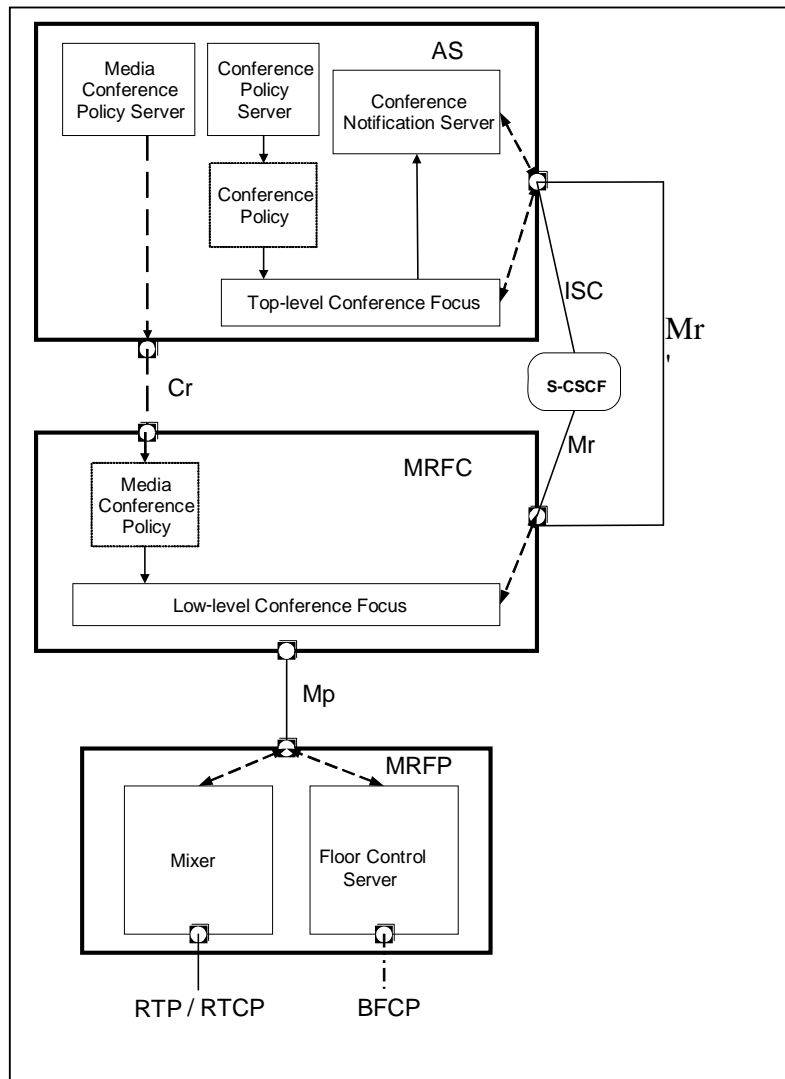 AS
Media
Conference
Policy Server
Conference
Policy
Server
Conference
Notification Server
Conference
Policy
Top-level Conference Focus
ISC
Mr
'
S-CSCF
Cr
Mr
MRFC
Media
Conference
Policy
Low-level Conference Focus
Mp
MRFP
Mixer
Floor Control
Server
RTP / RTCP
BFCP